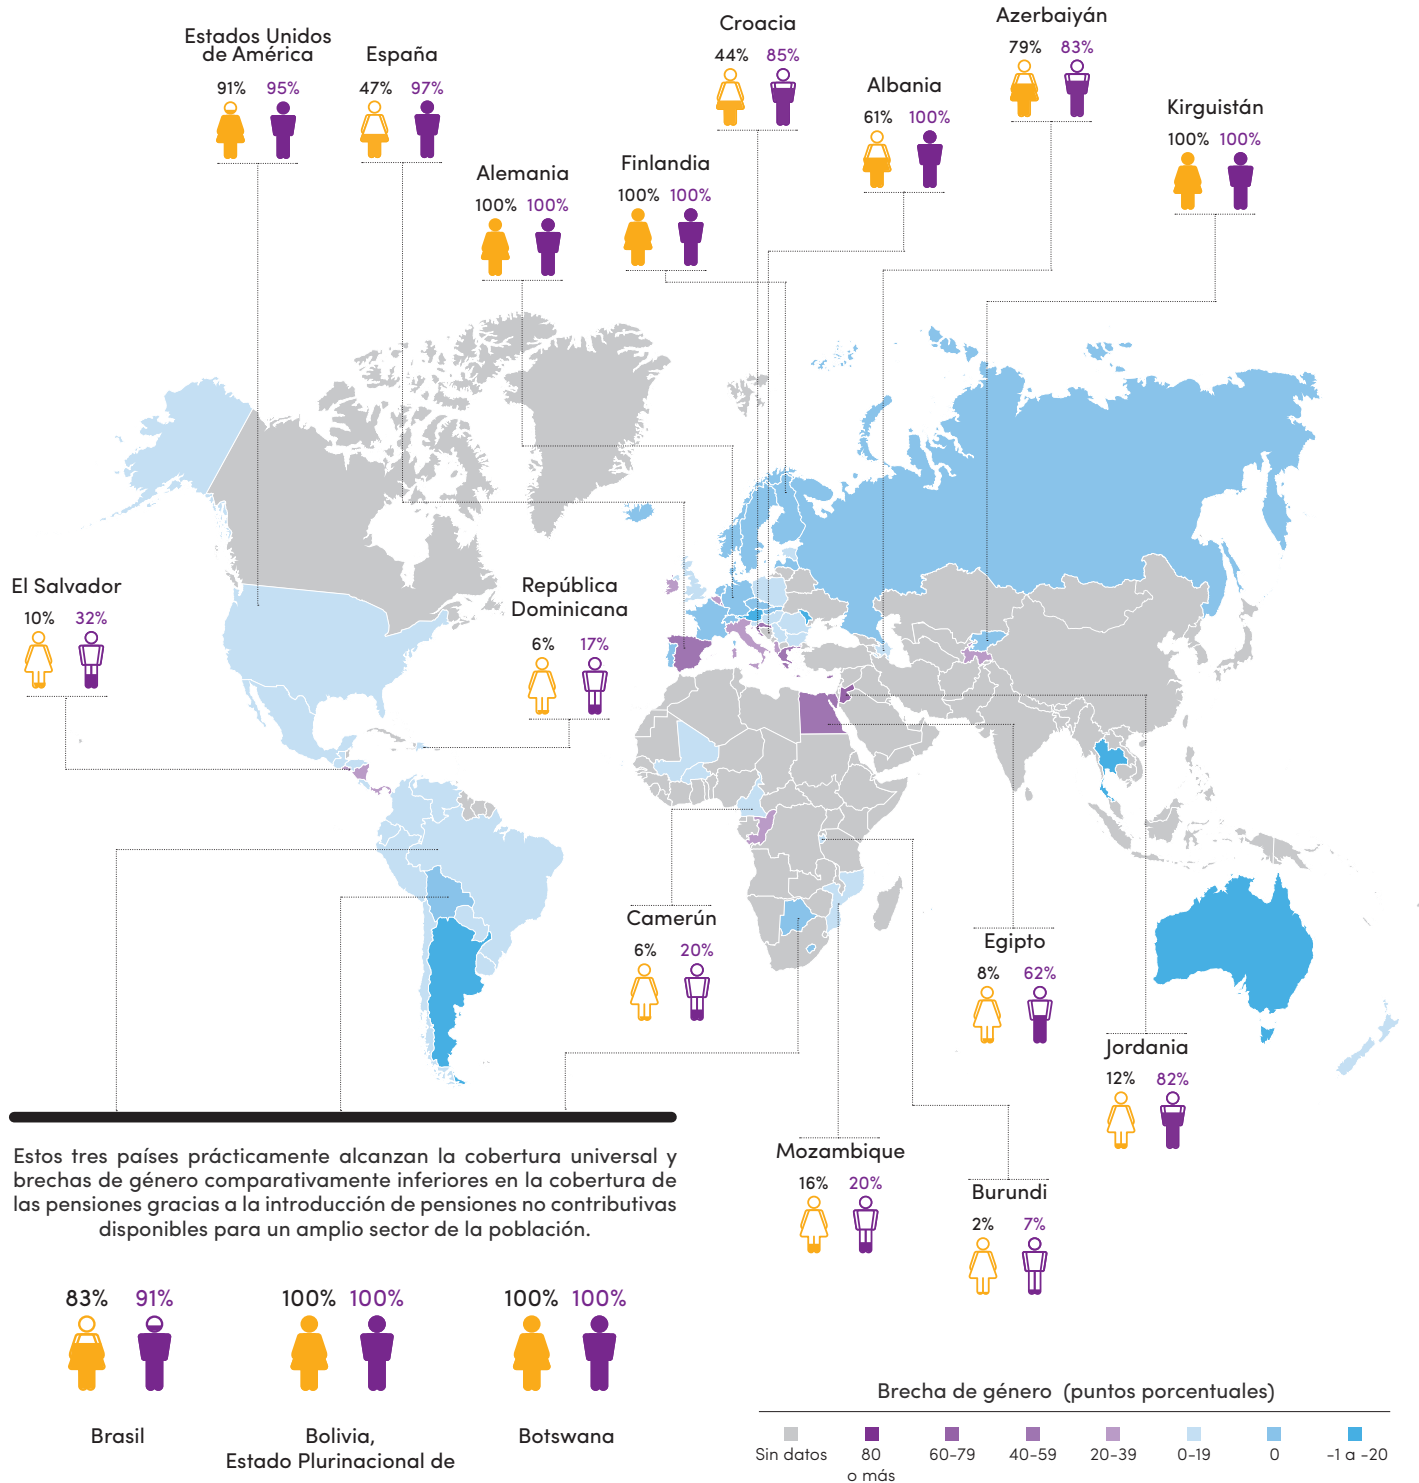 Estados Unidos
de América
91% 95%
España
47% 97%
Croacia
44% 85%
Azerbaiyán
79% 83%
Albania
61% 100%
Kirguistán
100% 100%
Alemania
100% 100%
Finlandia
100% 100%
El Salvador
10% 32%
República
Dominicana
6% 17%
Camerún
6% 20%
Egipto
8% 62%
Jordania
12% 82%
Mozambique
16% 20%
Burundi
2% 7%
Estos tres países prácticamente alcanzan la cobertura universal y
brechas de género comparativamente inferiores en la cobertura de
las pensiones gracias a la introducción de pensiones no contributivas
disponibles para un amplio sector de la población.
83% 91%
Brasil
100% 100%
Bolivia,
Estado Plurinacional de
100% 100%
Botswana
Brecha de género (puntos porcentuales)
Sin datos
80
o más
60-79
40-59
20-39
0-19
0
-1 a -20